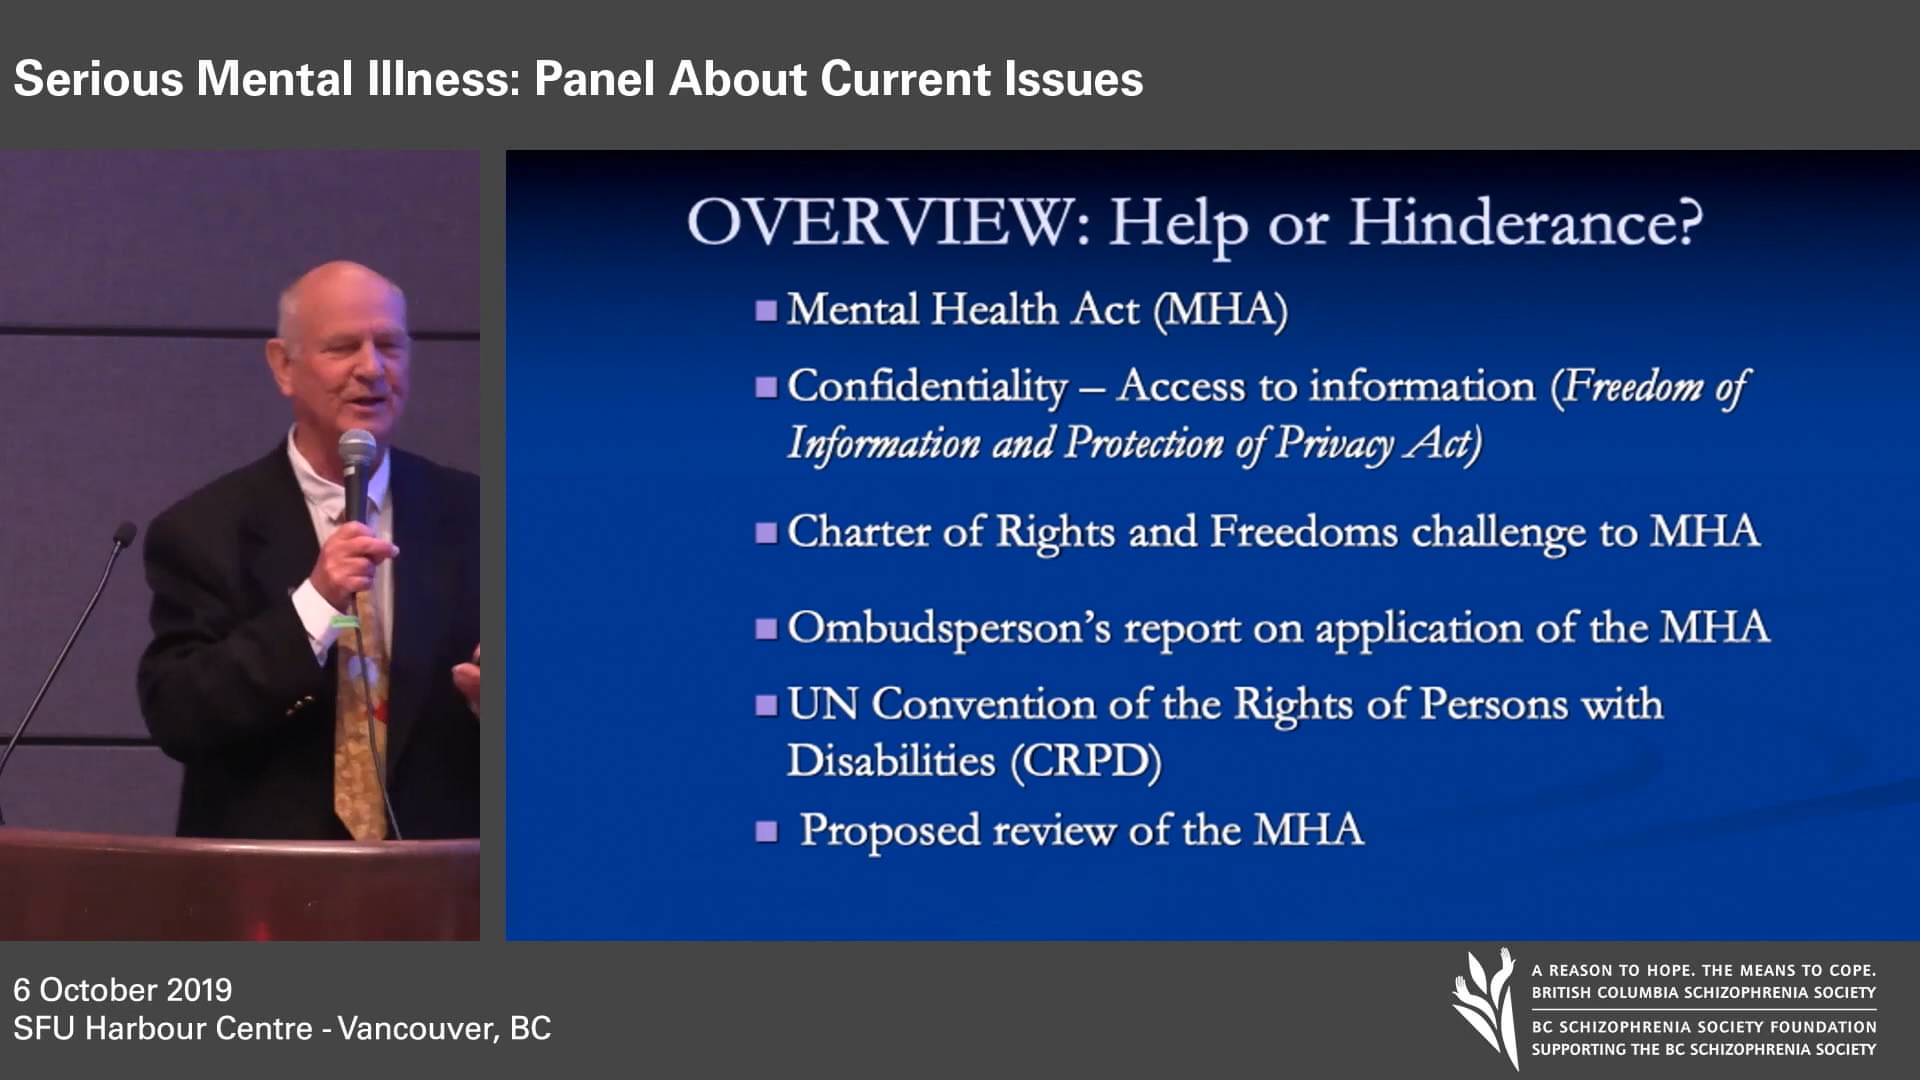 Serious Mental Illness: Panel About Current Issues
OVERVIEW: Help or Hinderance?
Mental Health Act (MHA)
Confidentiality – Access to information (Freedom of
Information and Protection of Privacy Act)
Charter of Rights and Freedoms challenge to MHA
Ombudsperson's report on application of the MHA
UN Convention of the Rights of Persons with
Disabilities (CRPD)
Proposed review of the MHA
6 October 2019
SFU Harbour Centre - Vancouver, BC
A REASON TO HOPE. THE MEANS TO COPE.
BRITISH COLUMBIA SCHIZOPHRENIA SOCIETY
BC SCHIZOPHRENIA SOCIETY FOUNDATION
SUPPORTING THE BC SCHIZOPHRENIA SOCIETY